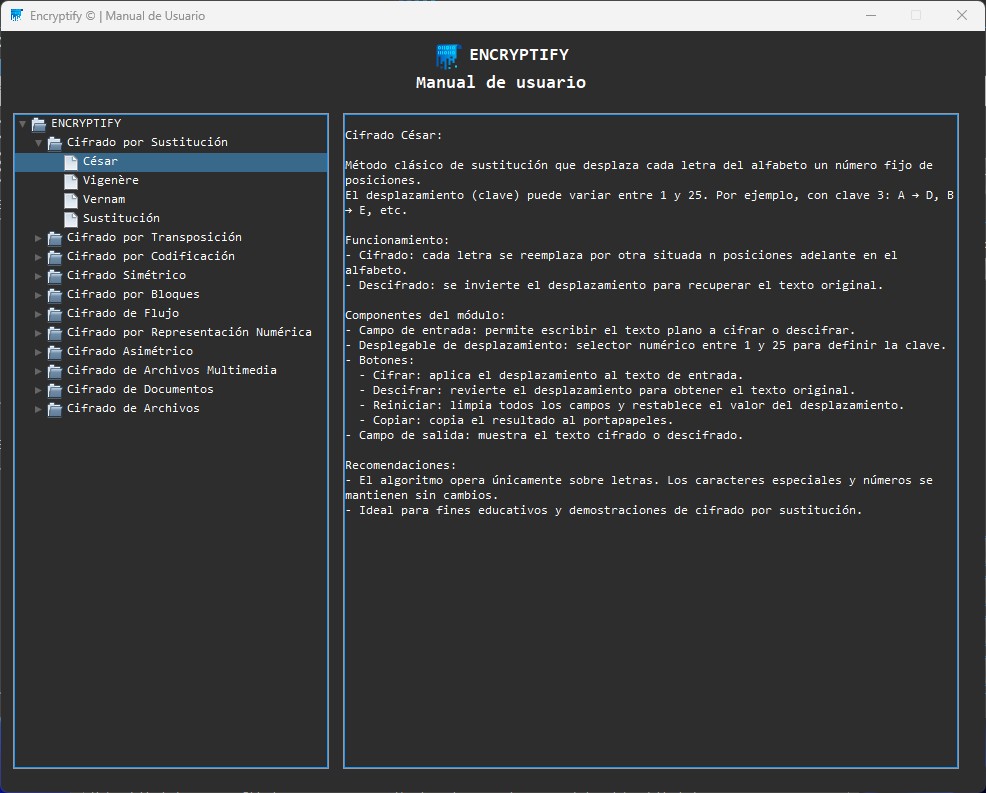 Encryptify © | Manual de Usuario
ENCRYPTIFY
Manual de usuario
ENCRYPTIFY
Cifrado por Sustitución
César
Vigenère
Vernam
Sustitución
Cifrado por Transposición
Cifrado por Codificación
Cifrado Simétrico
Cifrado por Bloques
Cifrado de Flujo
Cifrado por Representación Numérica
Cifrado Asimétrico
Cifrado de Archivos Multimedia
Cifrado de Documentos
Cifrado de Archivos
Cifrado César:
Método clásico de sustitución que desplaza cada letra del alfabeto un número fijo de
posiciones.
El desplazamiento (clave) puede variar entre 1 y 25. Por ejemplo, con clave 3: A → D, B
→ E, etc.
Funcionamiento:
- Cifrado: cada letra se reemplaza por otra situada n posiciones adelante en el
alfabeto.
- Descifrado: se invierte el desplazamiento para recuperar el texto original.
Componentes del módulo:
- Campo de entrada: permite escribir el texto plano a cifrar o descifrar.
- Desplegable de desplazamiento: selector numérico entre 1 y 25 para definir la clave.
- Botones:
- Cifrar: aplica el desplazamiento al texto de entrada.
- Descifrar: revierte el desplazamiento para obtener el texto original.
- Reiniciar: limpia todos los campos y restablece el valor del desplazamiento.
- Copiar: copia el resultado al portapapeles.
- Campo de salida: muestra el texto cifrado o descifrado.
Recomendaciones:
- El algoritmo opera únicamente sobre letras. Los caracteres especiales y números se
mantienen sin cambios.
- Ideal para fines educativos y demostraciones de cifrado por sustitución.